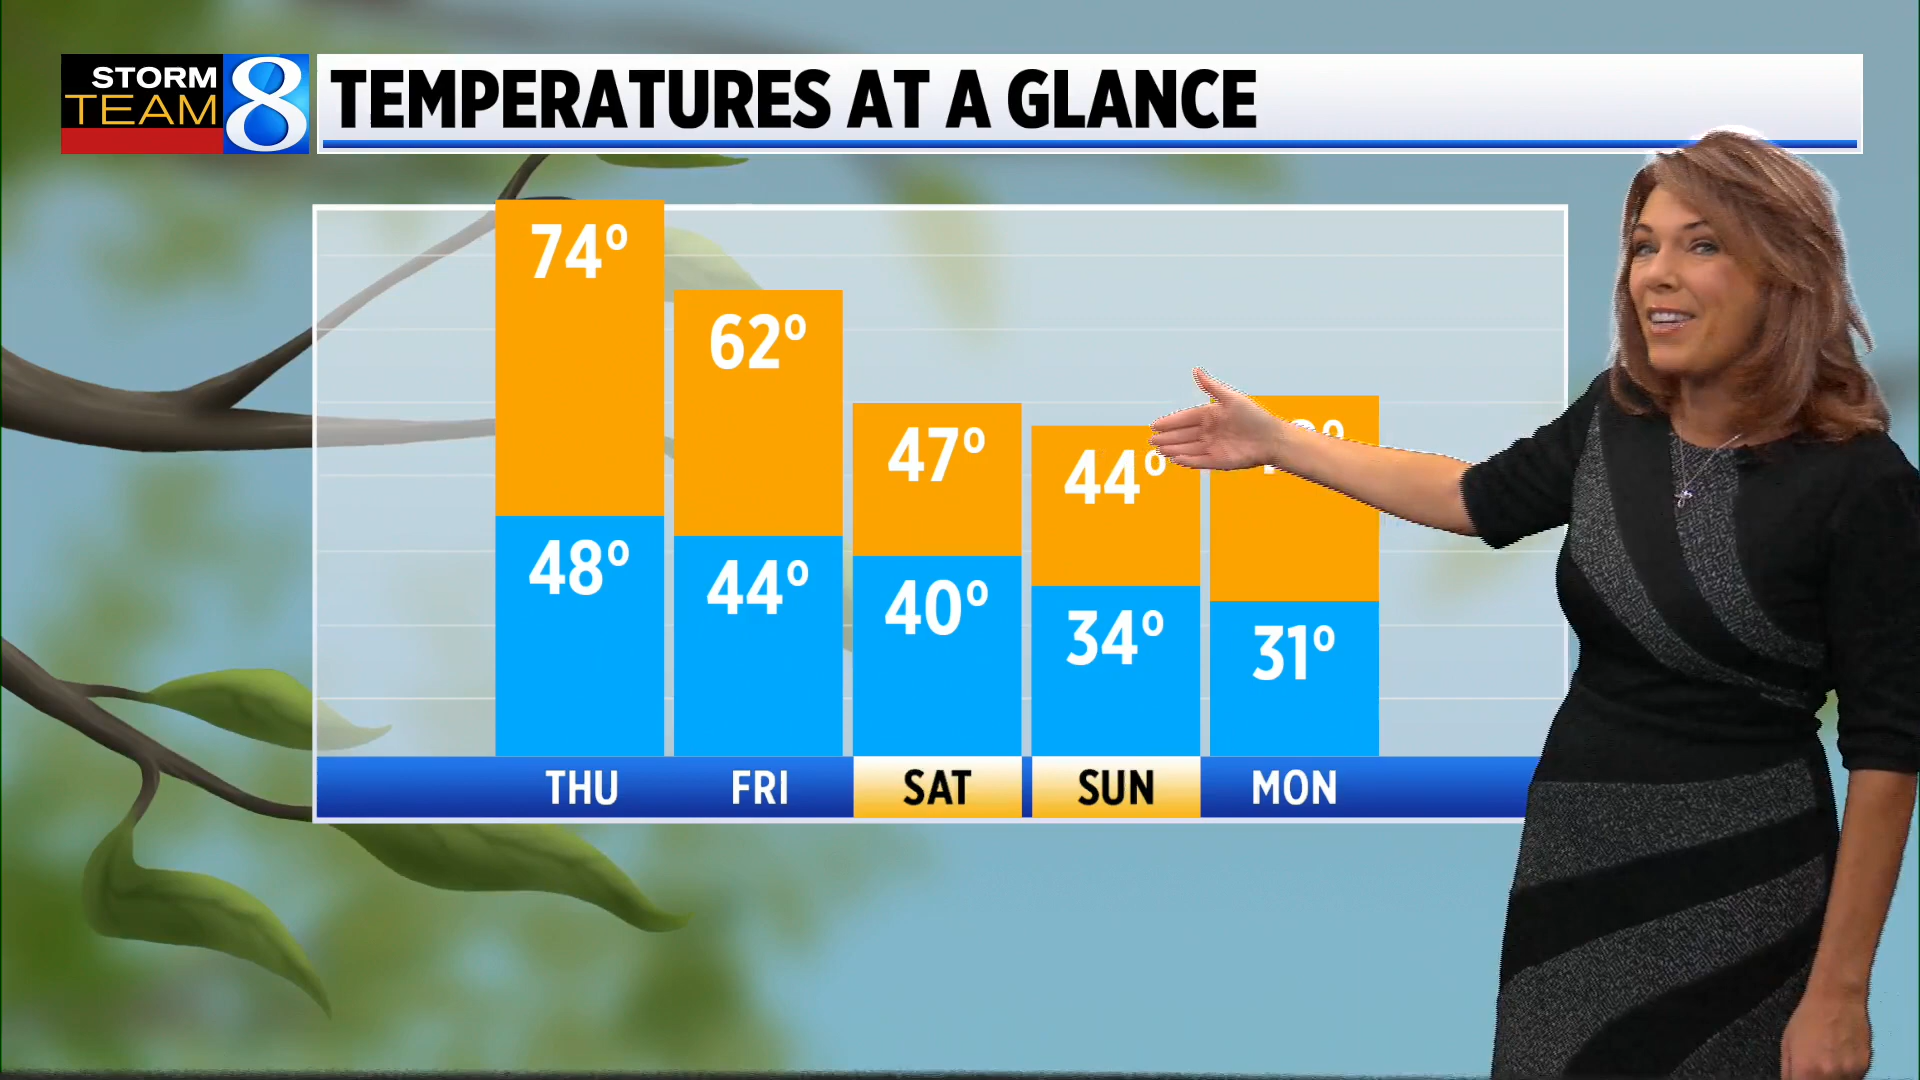 STORM
TEAM
8
TEMPERATURES AT A GLANCE
74°
62°
47°
44°
48°
44°
40°
34°
31°
THU
FRI
SAT
SUN
MON